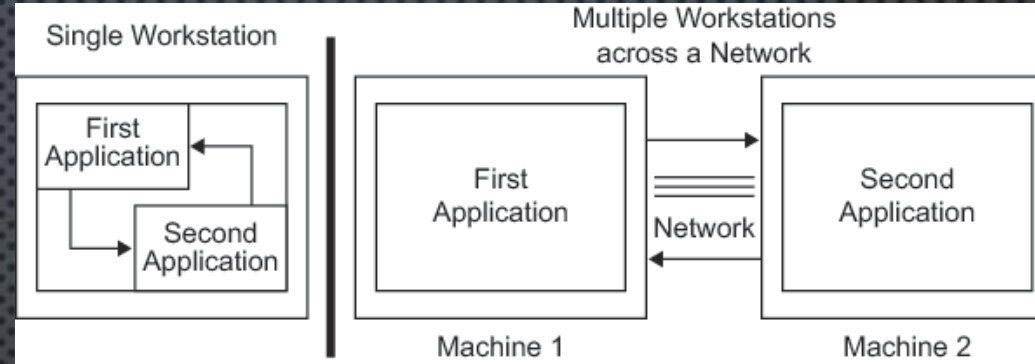 Single Workstation
First
Application
Second
Application
Multiple Workstations
across a Network
First
Application
Network
Second
Application
Machine 1
Machine 2